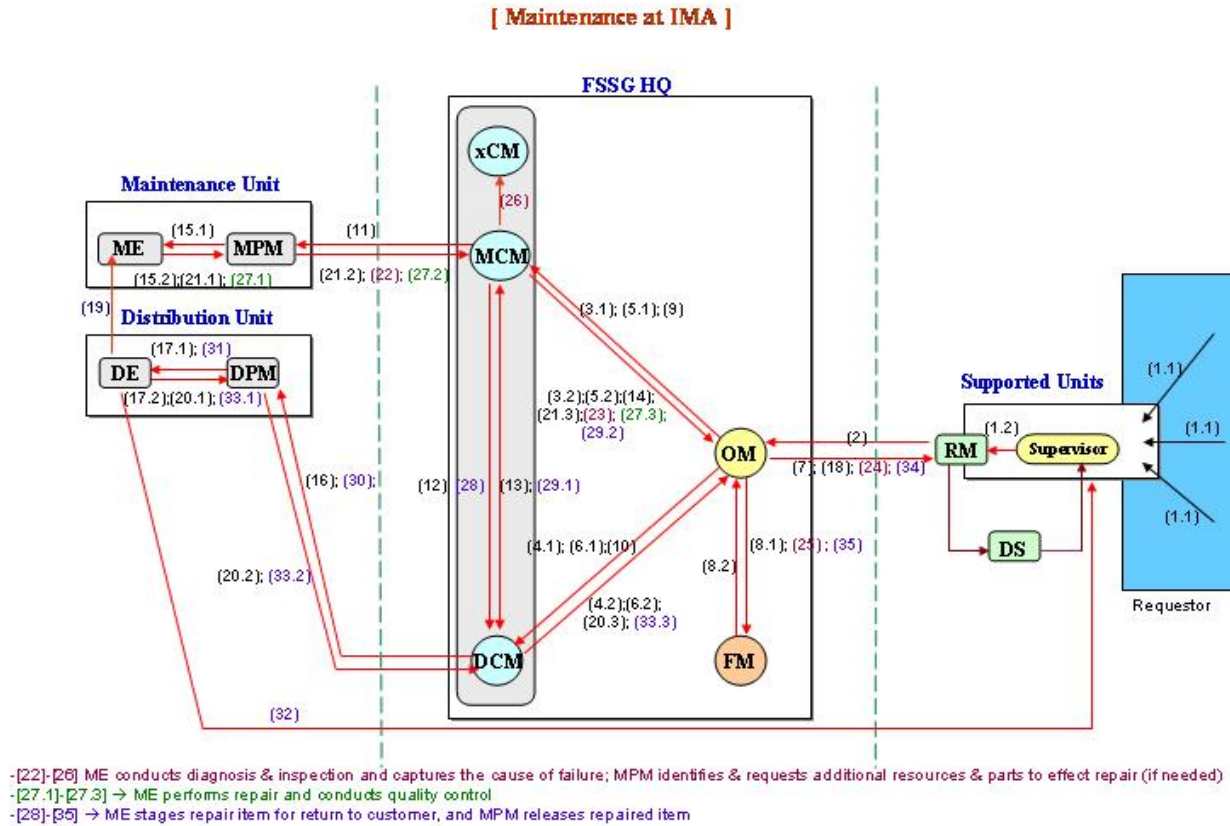 [ Maintenance at IMA ]
FSSG HQ
xCM
(26)
Maintenance Unit
(15.1)
(11)
ME
MPM
MCM
(15.2);(21.1); (27.1)
(21.2); (22); (27.2)
(19)
(3.1); (5.1); (9)
Distribution Unit
(17.1); (31)
DE
DPM
(17.2);(20.1); (33.1)
(3.2);(5.2);(14);
(21.3);(23); (27.3);
(29.2)
Supported Units
(1.1)
(1.2)
(2)
(1.1)
OM
RM
Supervisor
(7); (18); (24); (34)
(16); (30);
(12)
(28)
(13); (29.1)
(1.1)
(4.1); (6.1);(10)
(8.1); (25) ; (35)
DS
(8.2)
(20.2); (33.2)
(4.2);(6.2);
(20.3); (33.3)
Requestor
DCM
FM
(32)
-[22]-[26] ME conducts diagnosis & inspection and captures the cause of failure; MPM identifies & requests additional resources & parts to effect repair (if needed)
-[27.1]-[27.3] → ME performs repair and conducts quality control
-[28]-[35] → ME stages repair item for return to customer, and MPM releases repaired item